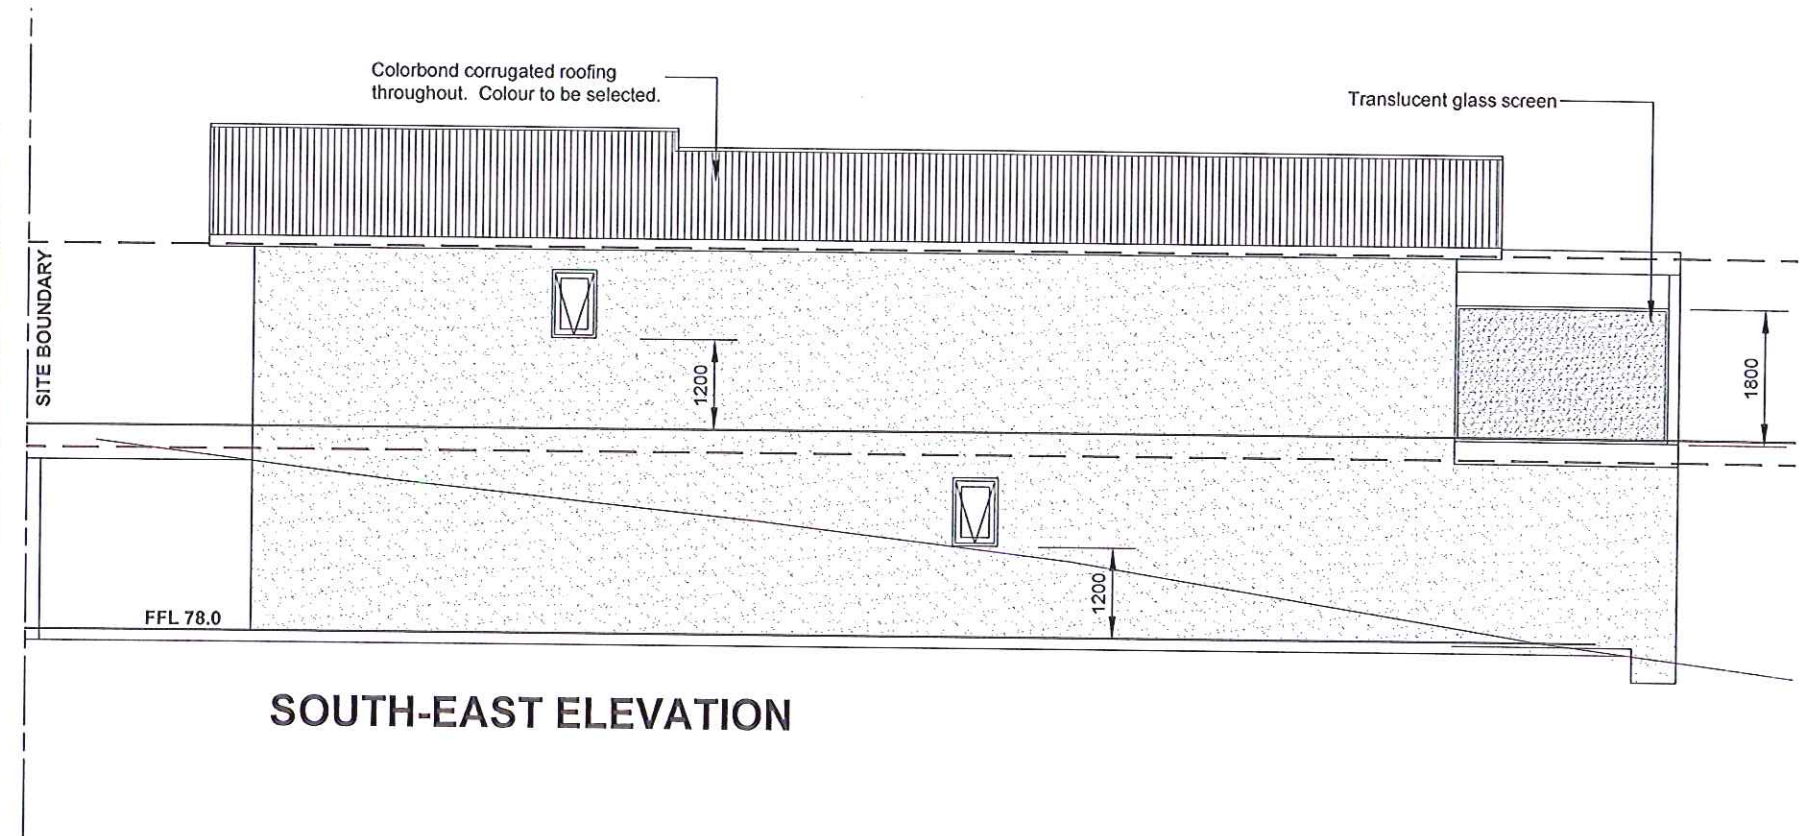 Colorbond corrugated roofing
throughout.  Colour to be selected.
Translucent glass screen
SITE BOUNDARY
1200
1800
1200
FFL 78.0
SOUTH-EAST ELEVATION